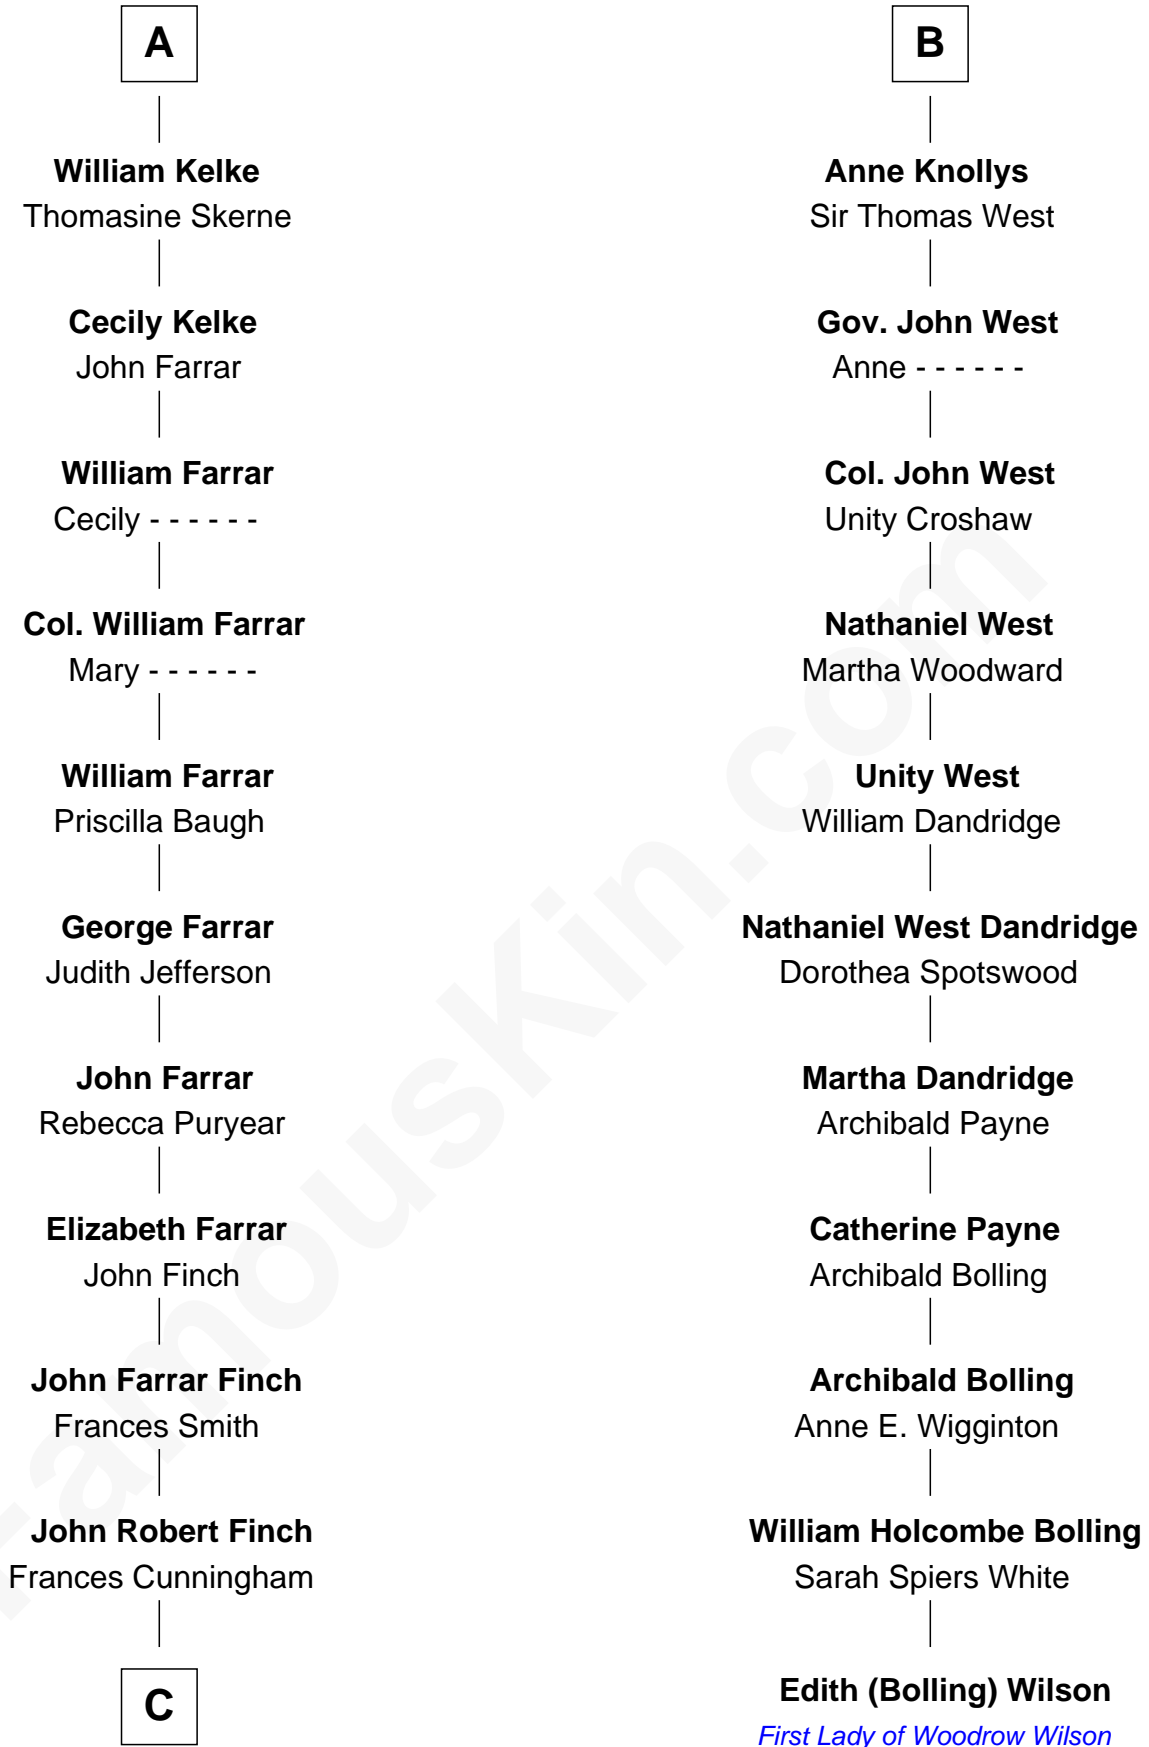 A
William Kelke
Thomasine Skerne
Cecily Kelke
John Farrar
William Farrar
Cecily - - - - - -
Col. William Farrar
Mary - - - - - -
William Farrar
Priscilla Baugh
George Farrar
Judith Jefferson
John Farrar
Rebecca Puryear
Elizabeth Farrar
John Finch
John Farrar Finch
Frances Smith
John Robert Finch
Frances Cunningham
C
B
Anne Knollys
Sir Thomas West
Gov. John West
Anne - - - - - -
Col. John West
Unity Croshaw
Nathaniel West
Martha Woodward
Unity West
William Dandridge
Nathaniel West Dandridge
Dorothea Spotswood
Martha Dandridge
Archibald Payne
Catherine Payne
Archibald Bolling
Archibald Bolling
Anne E. Wigginton
William Holcombe Bolling
Sarah Spiers White
Edith (Bolling) Wilson
First Lady of Woodrow Wilson
FamousKin.com